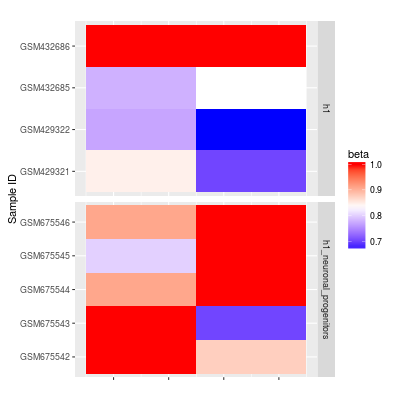 GSM432686
GSM432685
GSM429322
GSM429321
h1
GSM675546
GSM675545
GSM675544
GSM675543
GSM675542
h1_neuronal_progenitors
Sample ID
beta
1.0
0.9
0.8
0.7